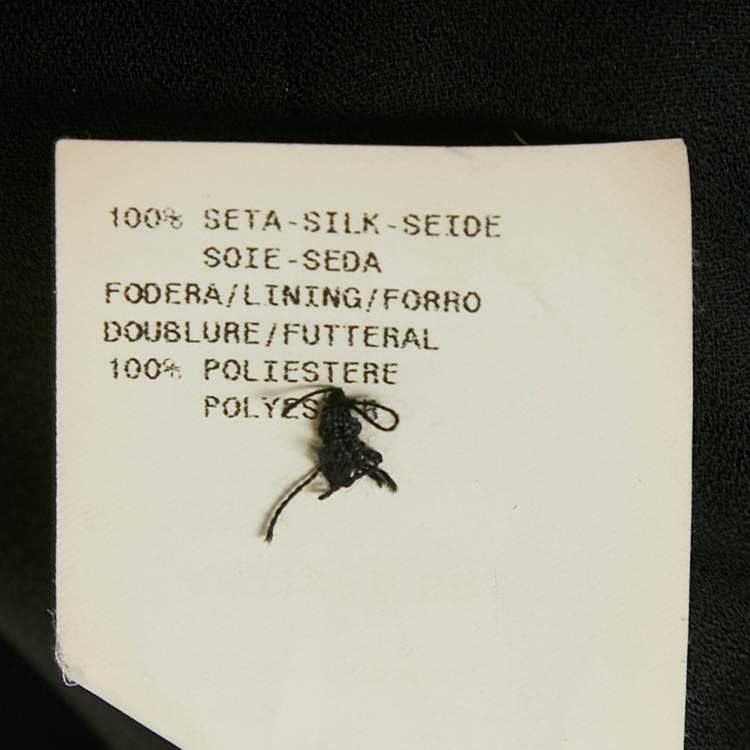 100% SETA-SILK-SEIDE
SOIE-SEDA
FODERA/LINING/FORRO
DOUBLURE/FUTTERAL
100% POLIESTERE